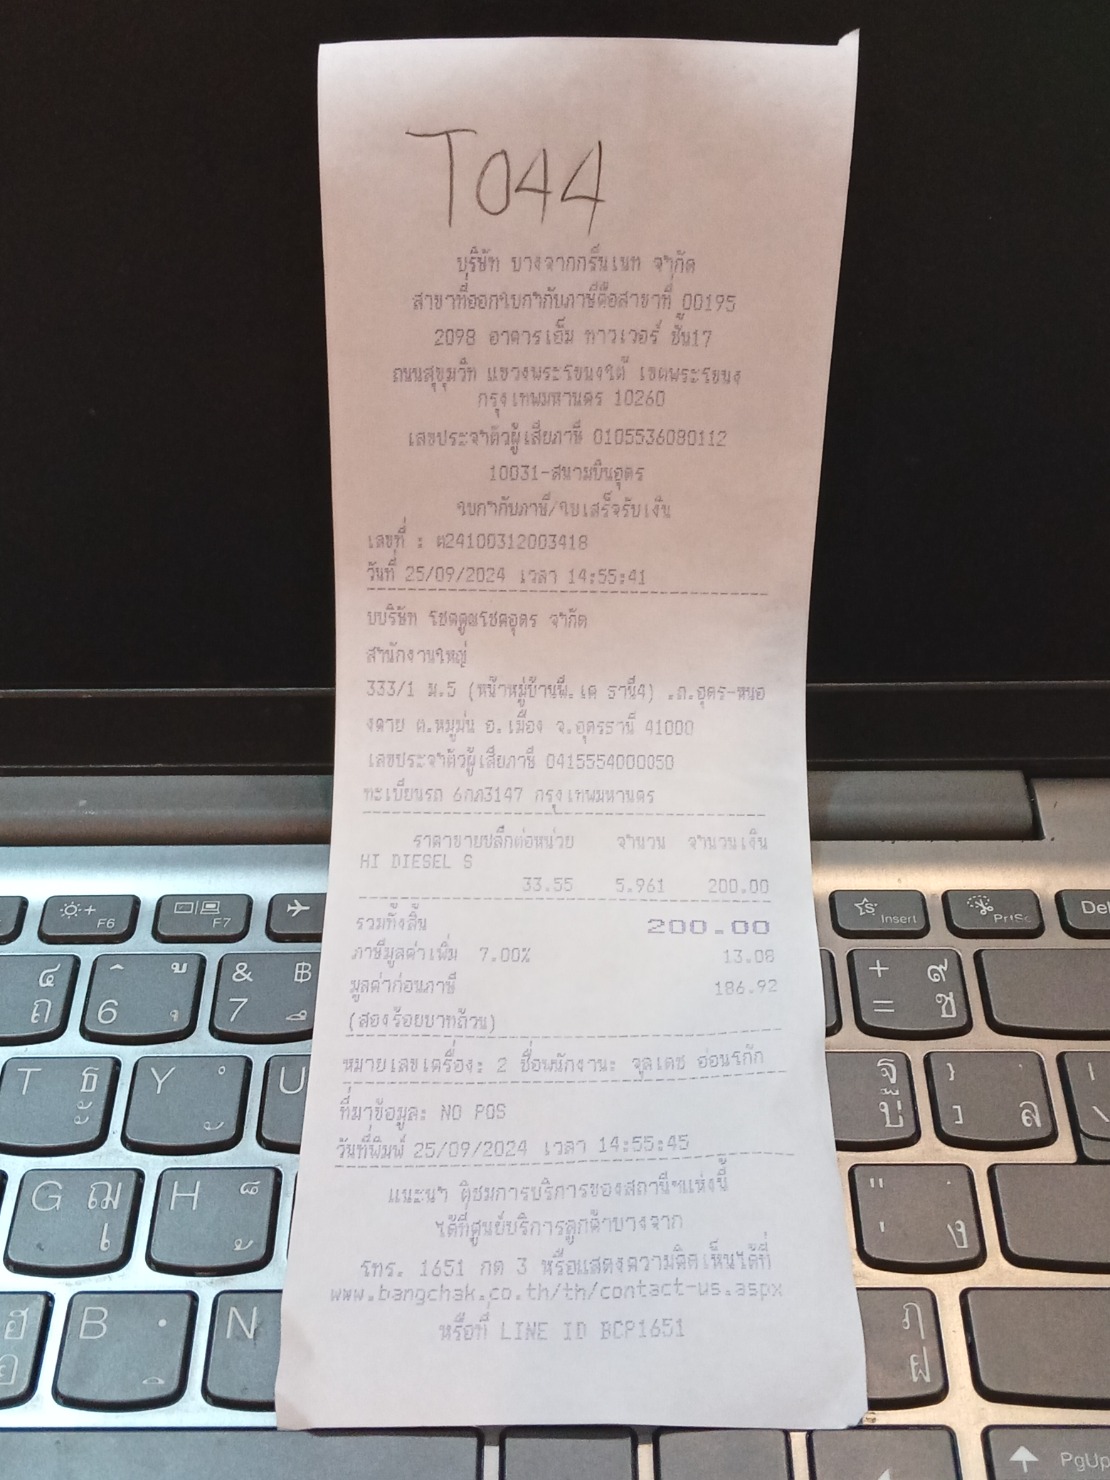 T044
บริษัท บางจากกรีนเนท จำกัด
สาขาที่ออกใบกำกับภาษีคือสาขาที่ 00195
2098 อาคารเอ็ม ทาวเวอร์ ชั้น17
ถนนสุขุมวิท แขวงพระโขนงใต้ เขตพระโขนง
กรุงเทพมหานคร 10260
เลขประจำตัวผู้เสียภาษี 0105536080112
10031-สนามบินอุดร
ใบกำกับภาษี/ใบเสร็จรับเงิน
เลขที่ : ต24100312003418
วันที่ 25/09/2024 เวลา 14:55:41
บบริษัท โชคคูณโชคอุดร จำกัด
สำนักงานใหญ่
333/1 ม.5 (หน้าหมู่บ้านพี.เค ธานี4) .ถ.อุดร-หนอ
งคาย ต.หมูม่น อ.เมือง จ.อุดรธานี 41000
เลขประจำตัวผู้เสียภาษี 0415554000050
ทะเบียนรถ 6กภ3147 กรุงเทพมหานคร
ราคาขายปลีกต่อหน่วย จำนวน จำนวนเงิน
HI DIESEL S
33.55 5.961 200.00
รวมทั้งสิ้น 200.00
ภาษีมูลค่าเพิ่ม 7.00% 13.08
มูลค่าก่อนภาษี 186.92
(สองร้อยบาทถ้วน)
หมายเลขเครื่อง: 2 ชื่อพนักงาน: จุลเดช อ่อนรัก
ที่มาข้อมูล: NO POS
วันที่พิมพ์ 25/09/2024 เวลา 14:55:45
แนะนำ ติชมการบริการของสถานีฯแห่งนี้
ได้ที่ศูนย์บริการลูกค้าบางจาก
โทร. 1651 กด 3 หรือแสดงความคิดเห็นได้ที่
www.bangchak.co.th/th/contact-us.aspx
หรือที่ LINE ID BCP1651
F6
F7
Insert
PrtSc
Del
ถ
6
& ฿
7
+
=
ซ
T ธ
Y
U
ฐ
บ
ล
G ฌ
เ
H
ง
B
N
ฦ
ฝ
PgUp